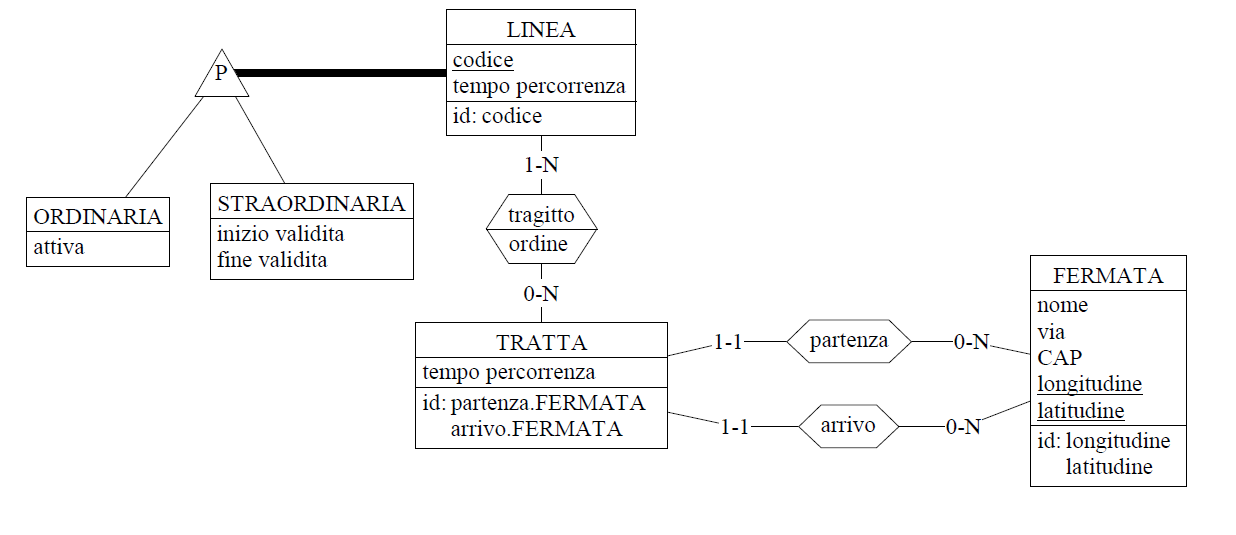 LINEA
codice
tempo percorrenza
id: codice
P
ORDINARIA
attiva
STRAORDINARIA
inizio validita
fine validita
1-N
tragitto
ordine
0-N
TRATTA
tempo percorrenza
id: partenza.FERMATA
arrivo.FERMATA
1-1
partenza
0-N
1-1
arrivo
0-N
FERMATA
nome
via
CAP
longitudine
latitudine
id: longitudine
latitudine